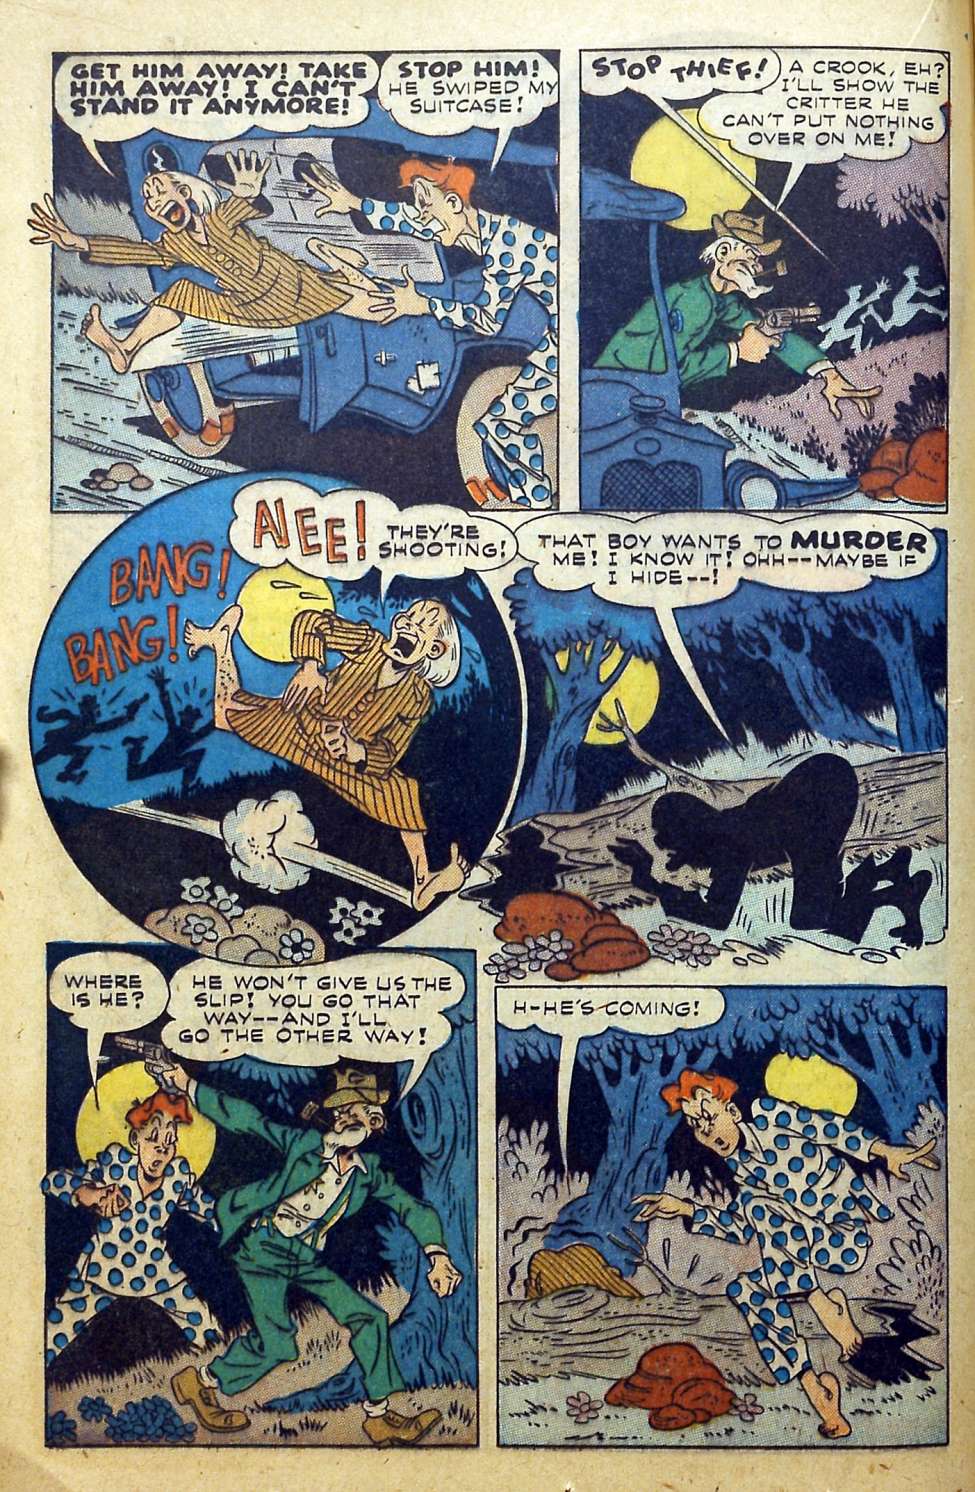 GET HIM AWAY! TAKE
HIM AWAY! I CAN'T
STAND IT ANYMORE!
STOP HIM!
HE SWIPED MY
SUITCASE!
STOP THIEF!
A CROOK, EH?
I'LL SHOW THE
CRITTER HE
CAN'T PUT NOTHING
OVER ON ME!
BANG!
BANG!
AIEE!
THEY'RE
SHOOTING!
THAT BOY WANTS TO MURDER
ME! I KNOW IT! OHH--MAYBE IF
I HIDE--!
WHERE
IS HE?
HE WON'T GIVE US THE
SLIP! YOU GO THAT
WAY--AND I'LL
GO THE OTHER WAY!
H-HE'S COMING!